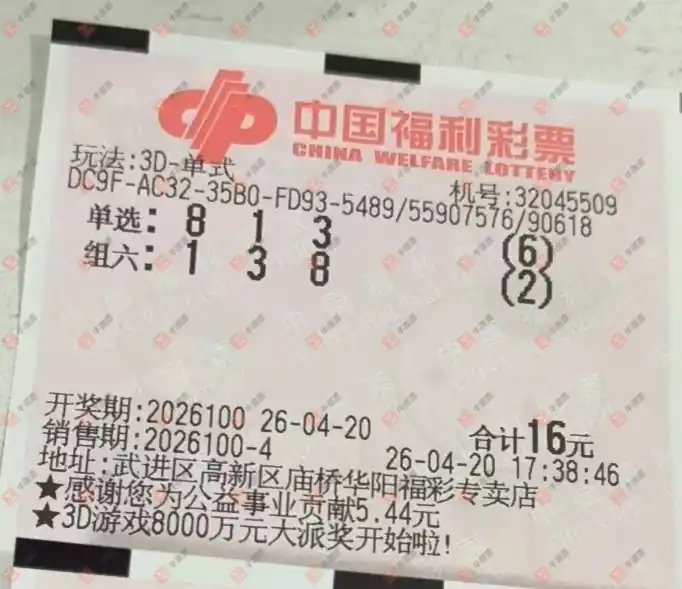 中国福利彩票
CHINA WELFARE LOTTERY
玩法:3D-单式
机号:32045509
DC9F-AC32-35B0-FD93-5489/55907576/90618
单选: 8 1 3 (6)
组六: 1 3 8 (2)
开奖期:2026100 26-04-20 合计16元
销售期:2026100-4 26-04-20 17:38:46
地址:武进区高新区庙桥华阳福彩专卖店
★感谢您为公益事业贡献5.44元
★3D游戏8000万元大派奖开始啦!